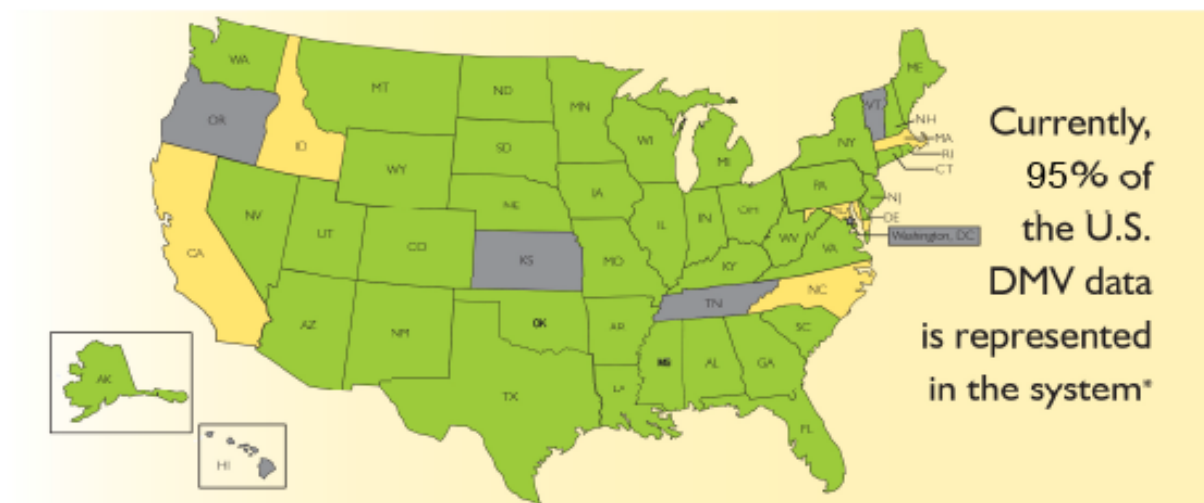 WA
MT
ND
MN
ME
OR
ID
SD
WI
MI
VT
NY
NH
MA
RI
CT
WY
IA
NE
PA
NJ
NV
UT
CO
IL
IN
OH
DE
Washington, DC
CA
KS
MO
KY
WV
VA
AZ
NM
OK
AR
TN
NC
SC
TX
LA
MS
AL
GA
FL
AK
HI
Currently,
95% of
the U.S.
DMV data
is represented
in the system*